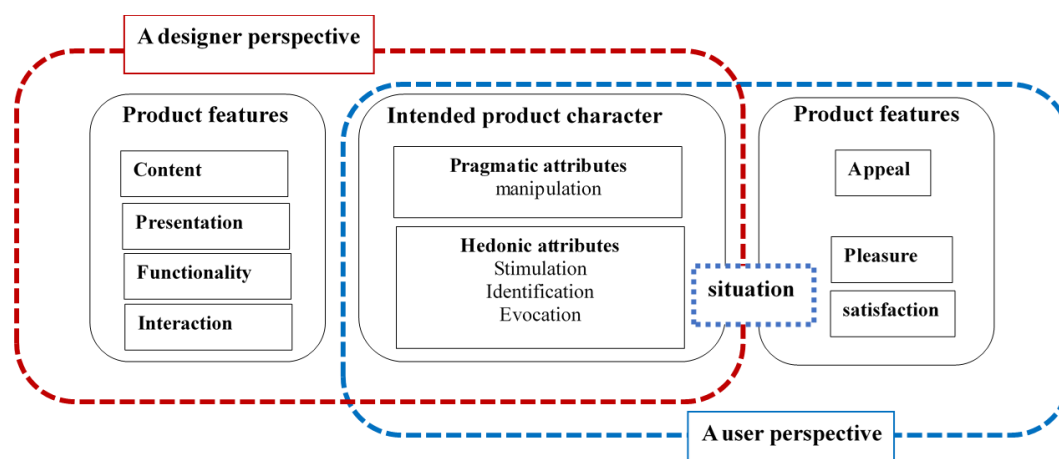 A designer perspective
Product features
Content
Presentation
Functionality
Interaction
Intended product character
Pragmatic attributes
manipulation
Hedonic attributes
Stimulation
Identification
Evocation
situation
Product features
Appeal
Pleasure
satisfaction
A user perspective